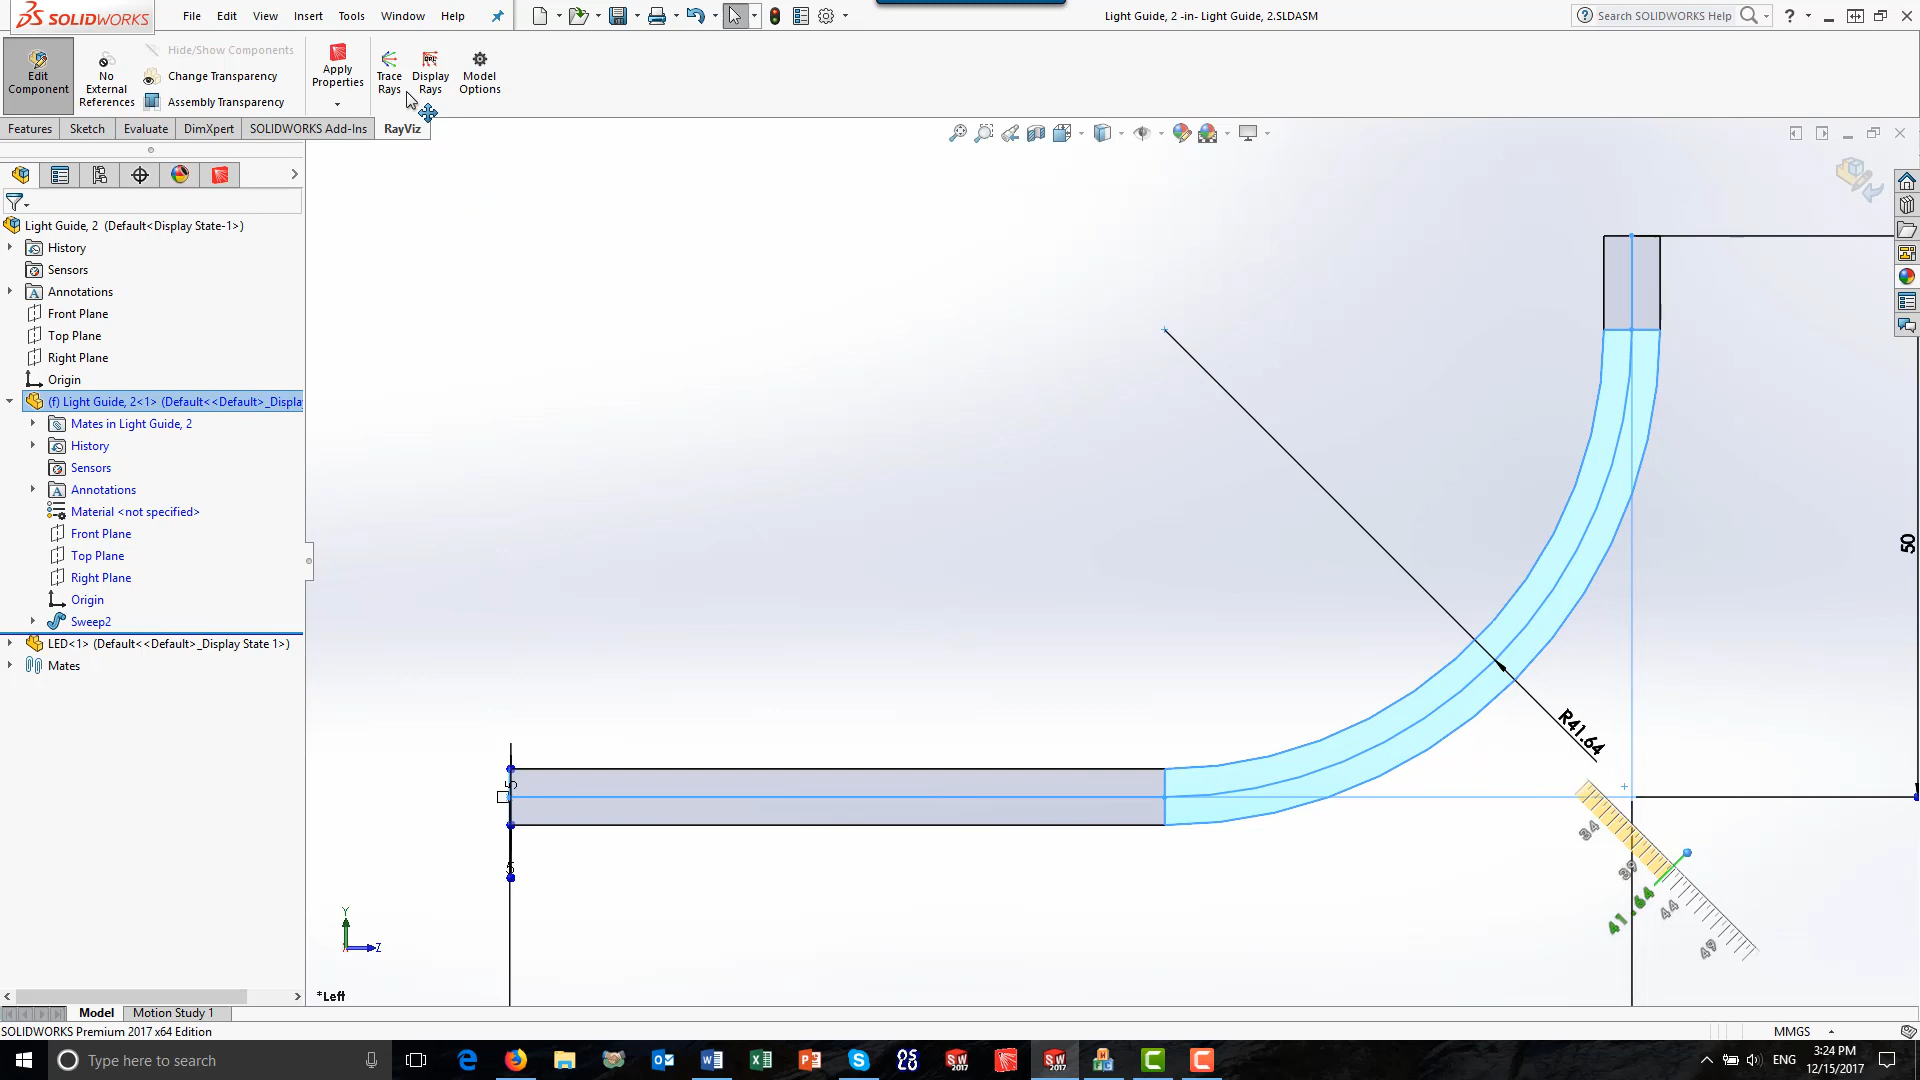 SOLIDWORKS
File
Edit
View
Insert
Tools
Window
Help
Light Guide, 2 -in- Light Guide, 2.SLDASM
Search SOLIDWORKS Help
Edit
Component
No
External
References
Hide/Show Components
Change Transparency
Assembly Transparency
Apply
Properties
Trace
Rays
Display
Rays
Model
Options
Features
Sketch
Evaluate
DimXpert
SOLIDWORKS Add-Ins
RayViz
Light Guide, 2 (Default<Display State-1>)
History
Sensors
Annotations
Front Plane
Top Plane
Right Plane
Origin
(f) Light Guide, 2<1> (Default<<Default>_Displa
Mates in Light Guide, 2
History
Sensors
Annotations
Material <not specified>
Front Plane
Top Plane
Right Plane
Origin
Sweep2
LED<1> (Default<<Default>_Display State 1>)
Mates
50
R41.64
5
5
34
39
41.64
44
49
Y
Z
*Left
Model
Motion Study 1
SOLIDWORKS Premium 2017 x64 Edition
MMGS
Type here to search
ENG
3:24 PM
12/15/2017